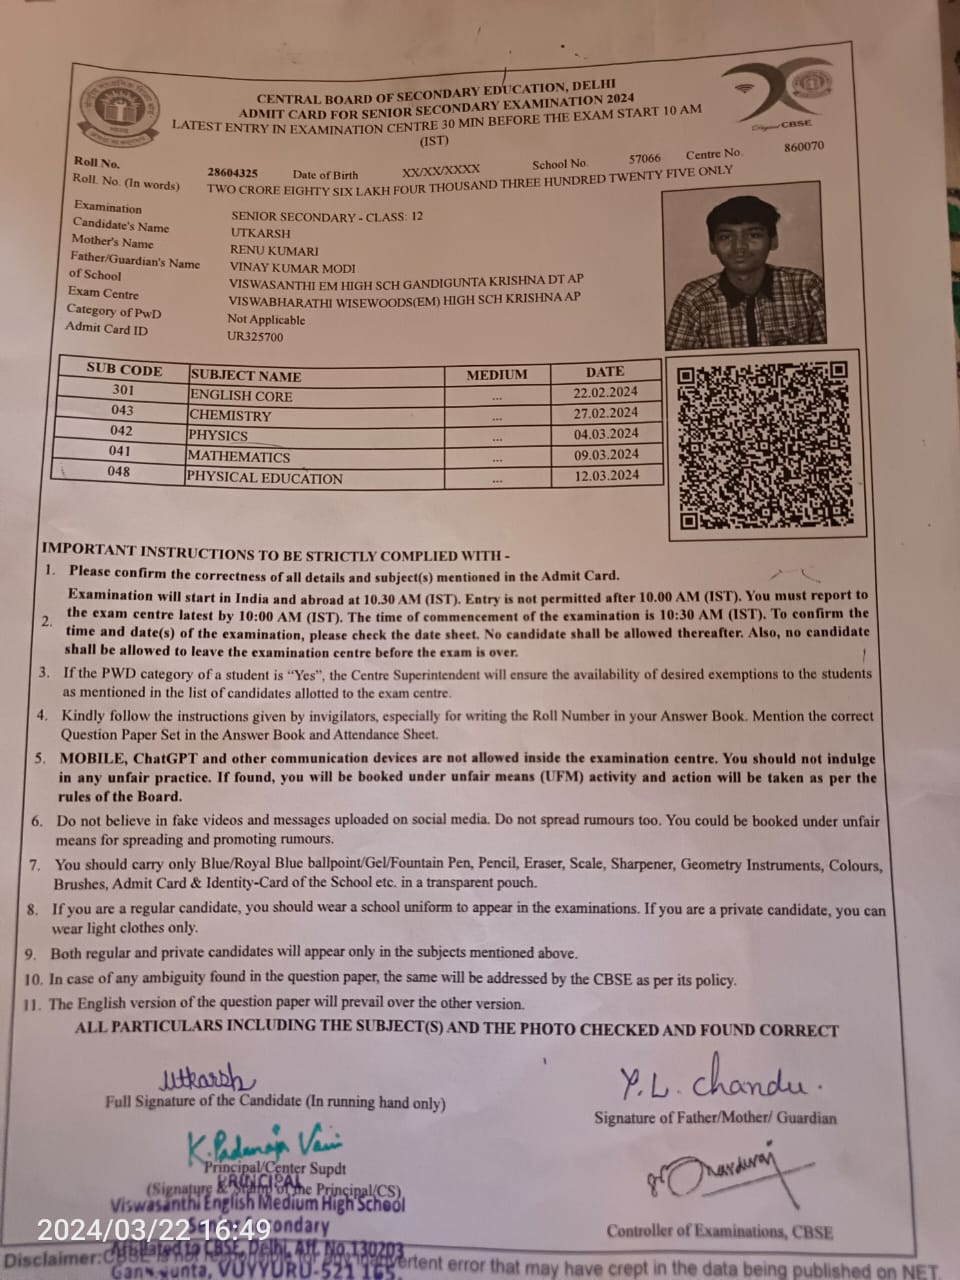 CENTRAL BOARD OF SECONDARY EDUCATION, DELHI
ADMIT CARD FOR SENIOR SECONDARY EXAMINATION 2024
LATEST ENTRY IN EXAMINATION CENTRE 30 MIN BEFORE THE EXAM START 10 AM
(IST)
CBSE
Roll No. 28604325 Date of Birth XX/XX/XXXX School No. 57066 Centre No. 860070
Roll. No. (In words) TWO CRORE EIGHTY SIX LAKH FOUR THOUSAND THREE HUNDRED TWENTY FIVE ONLY
Examination SENIOR SECONDARY - CLASS: 12
Candidate's Name UTKARSH
Mother's Name RENU KUMARI
Father/Guardian's Name VINAY KUMAR MODI
of School VISWASANTHI EM HIGH SCH GANDIGUNTA KRISHNA DT AP
Exam Centre VISWABHARATHI WISEWOODS(EM) HIGH SCH KRISHNA AP
Category of PwD Not Applicable
Admit Card ID UR325700
SUB CODE SUBJECT NAME MEDIUM DATE
301 ENGLISH CORE ... 22.02.2024
043 CHEMISTRY ... 27.02.2024
042 PHYSICS ... 04.03.2024
041 MATHEMATICS ... 09.03.2024
048 PHYSICAL EDUCATION ... 12.03.2024
IMPORTANT INSTRUCTIONS TO BE STRICTLY COMPLIED WITH -
1. Please confirm the correctness of all details and subject(s) mentioned in the Admit Card.
2. Examination will start in India and abroad at 10.30 AM (IST). Entry is not permitted after 10.00 AM (IST). You must report to
the exam centre latest by 10:00 AM (IST). The time of commencement of the examination is 10:30 AM (IST). To confirm the
time and date(s) of the examination, please check the date sheet. No candidate shall be allowed thereafter. Also, no candidate
shall be allowed to leave the examination centre before the exam is over.
3. If the PWD category of a student is “Yes”, the Centre Superintendent will ensure the availability of desired exemptions to the students
as mentioned in the list of candidates allotted to the exam centre.
4. Kindly follow the instructions given by invigilators, especially for writing the Roll Number in your Answer Book. Mention the correct
Question Paper Set in the Answer Book and Attendance Sheet.
5. MOBILE, ChatGPT and other communication devices are not allowed inside the examination centre. You should not indulge
in any unfair practice. If found, you will be booked under unfair means (UFM) activity and action will be taken as per the
rules of the Board.
6. Do not believe in fake videos and messages uploaded on social media. Do not spread rumours too. You could be booked under unfair
means for spreading and promoting rumours.
7. You should carry only Blue/Royal Blue ballpoint/Gel/Fountain Pen, Pencil, Eraser, Scale, Sharpener, Geometry Instruments, Colours,
Brushes, Admit Card & Identity-Card of the School etc. in a transparent pouch.
8. If you are a regular candidate, you should wear a school uniform to appear in the examinations. If you are a private candidate, you can
wear light clothes only.
9. Both regular and private candidates will appear only in the subjects mentioned above.
10. In case of any ambiguity found in the question paper, the same will be addressed by the CBSE as per its policy.
11. The English version of the question paper will prevail over the other version.
ALL PARTICULARS INCLUDING THE SUBJECT(S) AND THE PHOTO CHECKED AND FOUND CORRECT
Utkarsh
Full Signature of the Candidate (In running hand only)
Y. L. Chandu.
Signature of Father/Mother/ Guardian
K. Padmaja Vani
Principal/Center Supdt
(Signature & Stamp of the Principal/CS)
PRINCIPAL
Viswasanthi English Medium High School
Senior Secondary
Affiliated to CBSE, Delhi, Aff. No.130203
VUYYURU-521 165.
Controller of Examinations, CBSE
2024/03/22 16:49
Disclaimer: CBSE is not responsible for any inadvertent error that may have crept in the data being published on NET